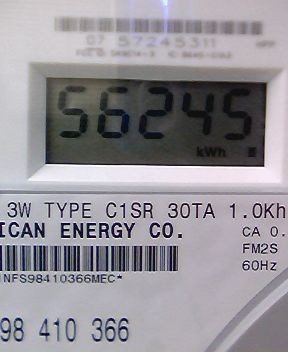 07 57245311
56245
kWh
3W TYPE C1SR 30TA 1.0Kh
ICAN ENERGY CO. CA 0.
FM2S
60Hz
NFS98410366MEC*
98 410 366